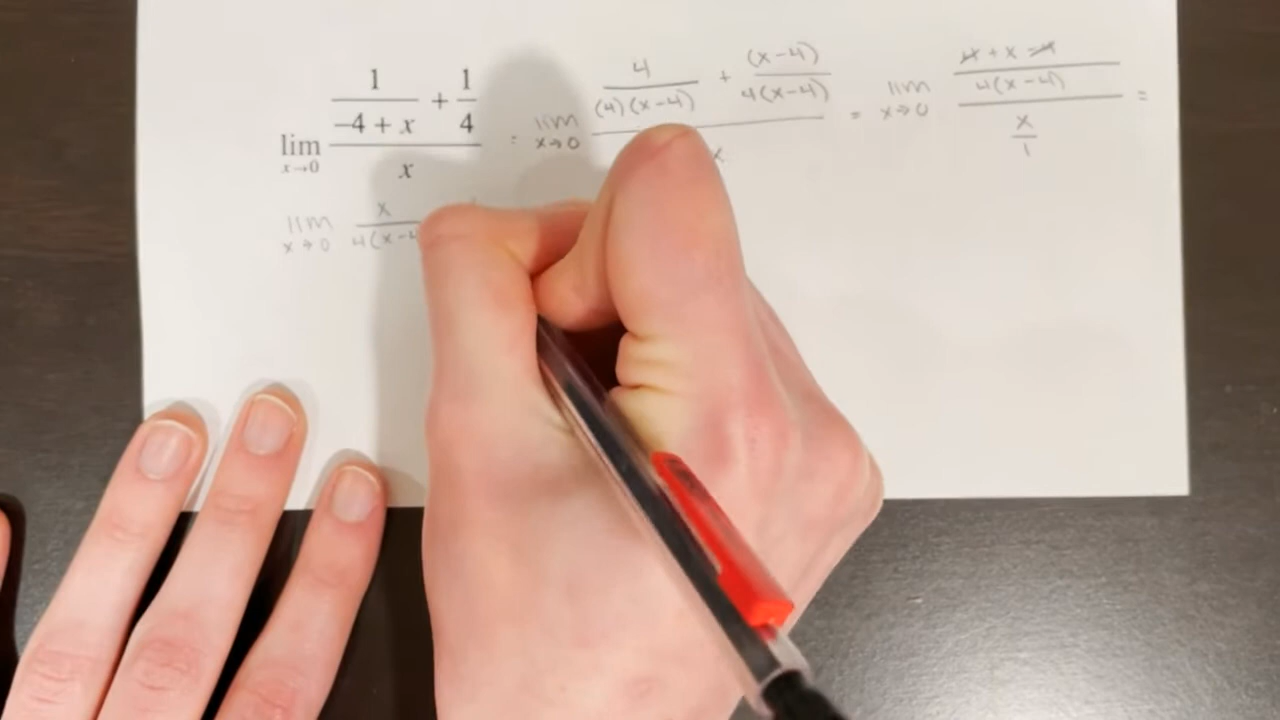 lim x→0 (1/(-4 + x) + 1/4)/x = lim x→0 (4/((4)(x-4)) + (x-4)/(4(x-4)))/x = lim x→0 ((4 + x - 4)/(4(x-4)))/(x/1) =
lim x→0 x/4(x-4